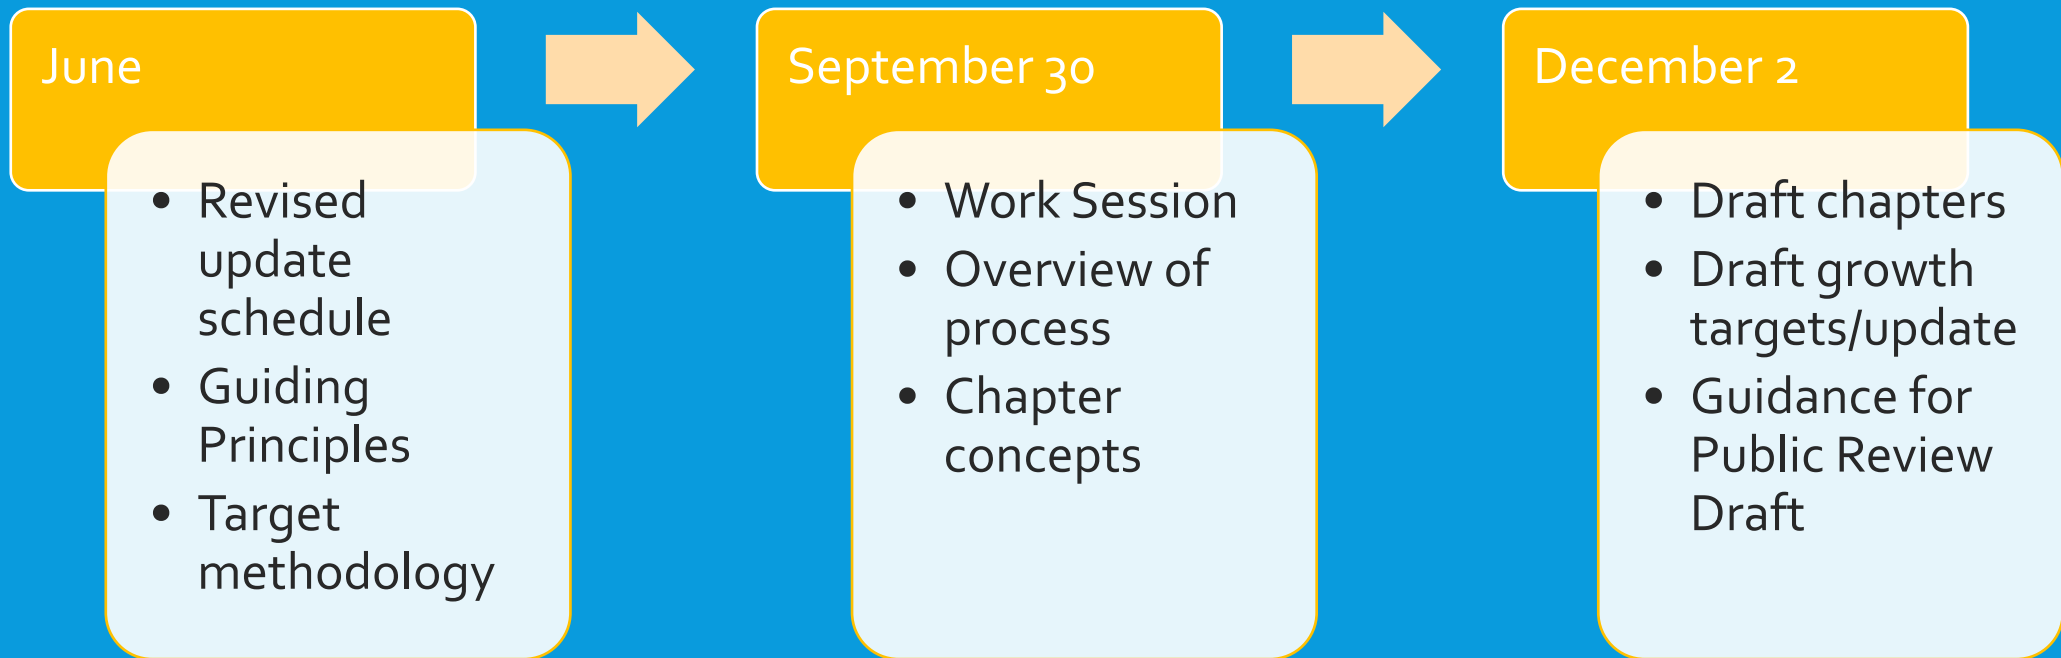 June
• Revised
update
schedule
• Guiding
Principles
• Target
methodology
September 30
• Work Session
• Overview of
process
• Chapter
concepts
December 2
• Draft chapters
• Draft growth
targets/update
• Guidance for
Public Review
Draft